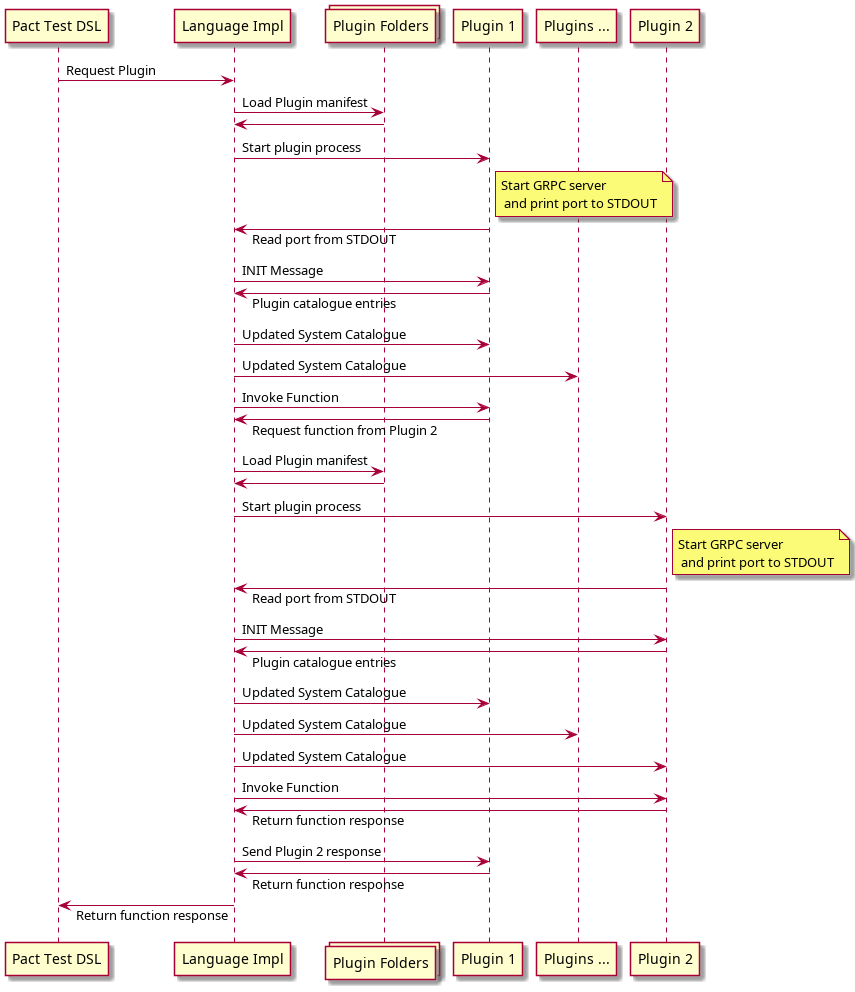 Pact Test DSL
Language Impl
Plugin Folders
Plugin 1
Plugins ...
Plugin 2
Request Plugin
Load Plugin manifest
Start plugin process
Start GRPC server
and print port to STDOUT
Read port from STDOUT
INIT Message
Plugin catalogue entries
Updated System Catalogue
Updated System Catalogue
Invoke Function
Request function from Plugin 2
Load Plugin manifest
Start plugin process
Start GRPC server
and print port to STDOUT
Read port from STDOUT
INIT Message
Plugin catalogue entries
Updated System Catalogue
Updated System Catalogue
Updated System Catalogue
Invoke Function
Return function response
Send Plugin 2 response
Return function response
Return function response
Pact Test DSL
Language Impl
Plugin Folders
Plugin 1
Plugins ...
Plugin 2